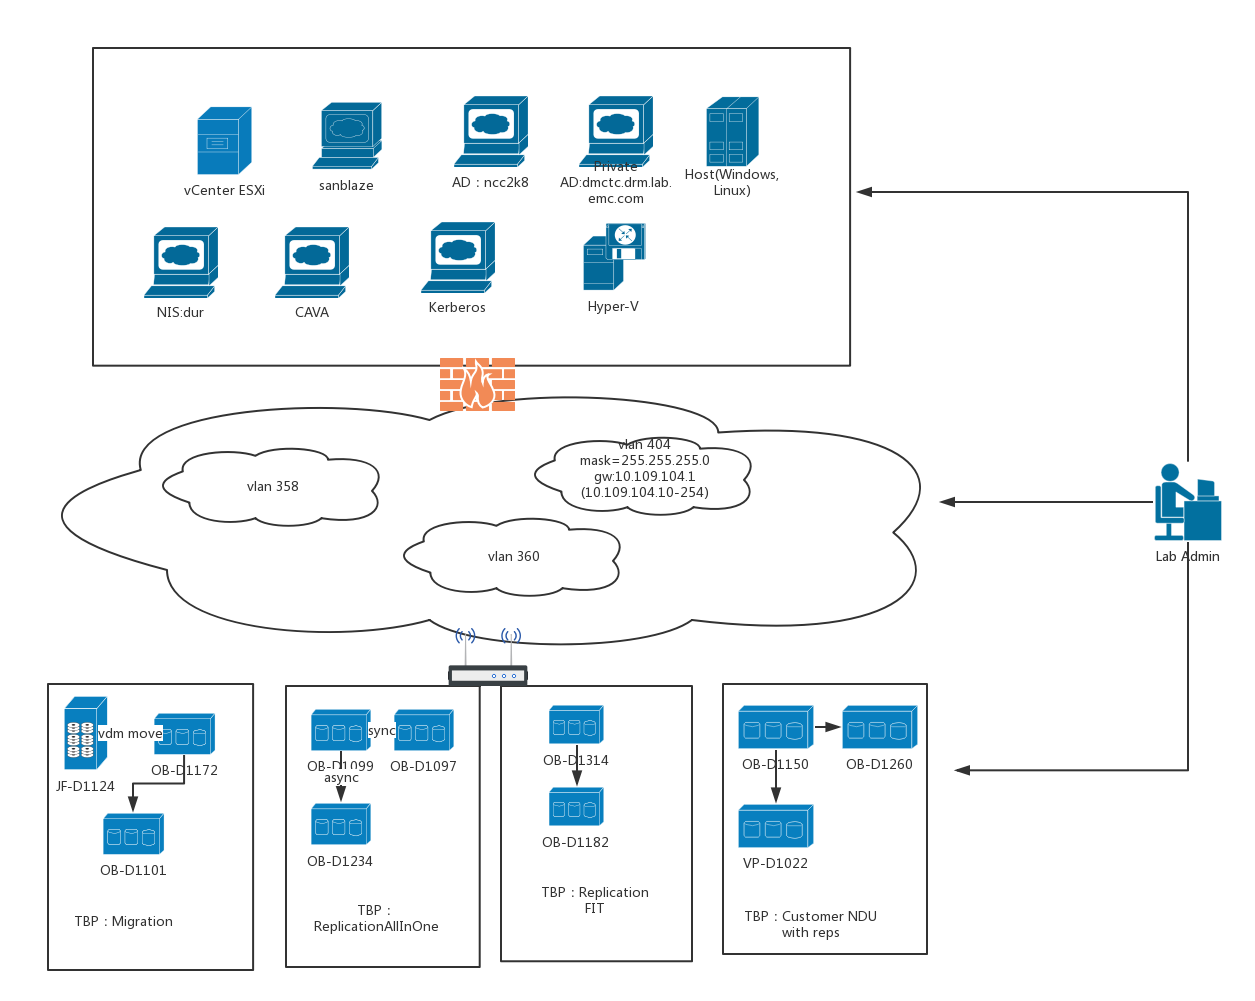 vCenter ESXi
sanblaze
AD：ncc2k8
Private
AD:dmctc.drm.lab.
emc.com
Host(Windows,
Linux)
NIS:dur
CAVA
Kerberos
Hyper-V
vlan 358
vlan 404
mask=255.255.255.0
gw:10.109.104.1
(10.109.104.10-254)
vlan 360
Lab Admin
vdm move
JF-D1124
OB-D1172
OB-D1101
TBP：Migration
sync
OB-D1099
OB-D1097
async
OB-D1234
TBP：
ReplicationAllInOne
OB-D1314
OB-D1182
TBP：Replication
FIT
OB-D1150
OB-D1260
VP-D1022
TBP：Customer NDU
with reps